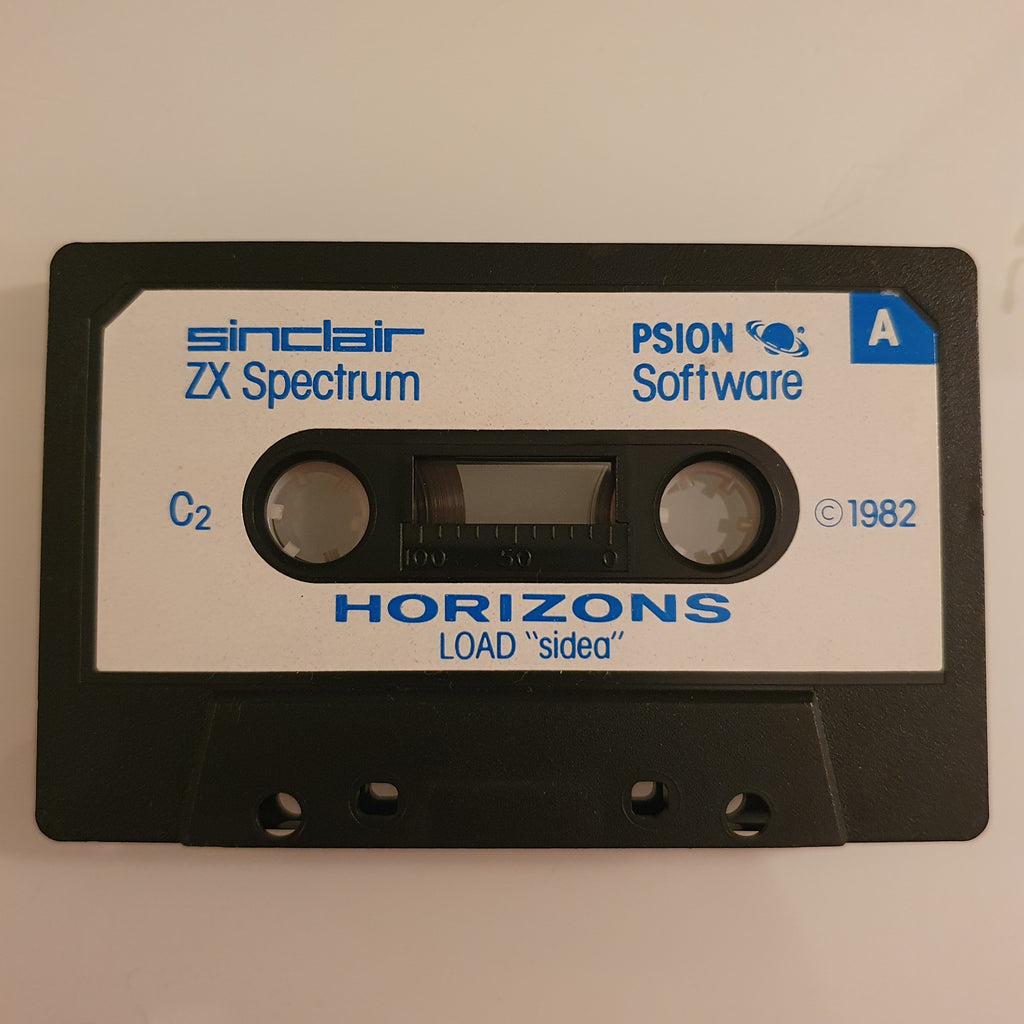 sinclair
ZX Spectrum
PSION
Software
A
C2
100 50 0
©1982
HORIZONS
LOAD "sidea"